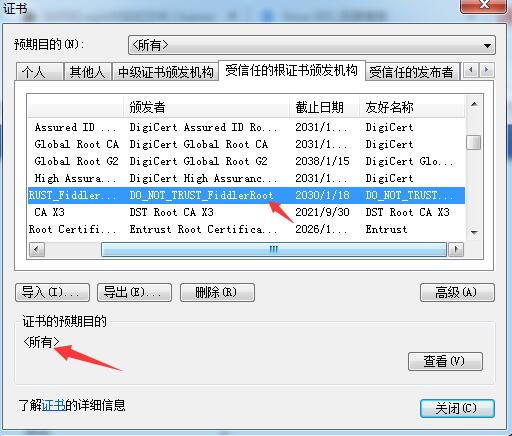 证书
预期目的(N):
<所有>
个人 其他人 中级证书颁发机构 受信任的根证书颁发机构 受信任的发布者
颁发者 截止日期 友好名称
Assured ID ... DigiCert Assured ID Ro... 2031/1... DigiCert
Global Root CA DigiCert Global Root CA 2031/1... DigiCert
Global Root G2 DigiCert Global Root G2 2038/1/15 DigiCert Glo...
High Assura... DigiCert High Assuranc... 2031/1... DigiCert
RUST_Fiddler... DO_NOT_TRUST_FiddlerRoot 2030/1/18 DO_NOT_TRUST...
CA X3 DST Root CA X3 2021/9/30 DST Root CA X3
Root Certifi... Entrust Root Certifica... 2026/1... Entrust
导入(I)... 导出(E)... 删除(R) 高级(A)
证书的预期目的
<所有>
查看(V)
了解证书的详细信息
关闭(C)